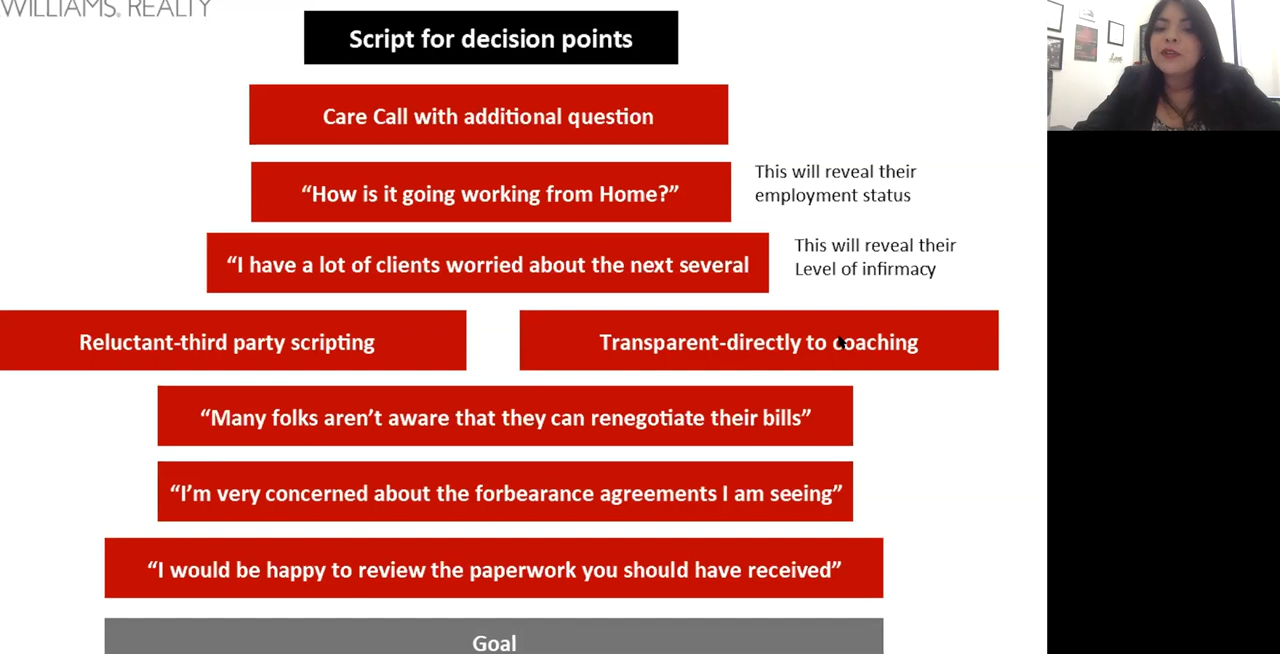 WILLIAMS. REALTY
Script for decision points
Care Call with additional question
“How is it going working from Home?”
This will reveal their
employment status
“I have a lot of clients worried about the next several
This will reveal their
Level of infirmacy
Reluctant-third party scripting
Transparent-directly to coaching
“Many folks aren’t aware that they can renegotiate their bills”
“I’m very concerned about the forbearance agreements I am seeing”
“I would be happy to review the paperwork you should have received”
Goal